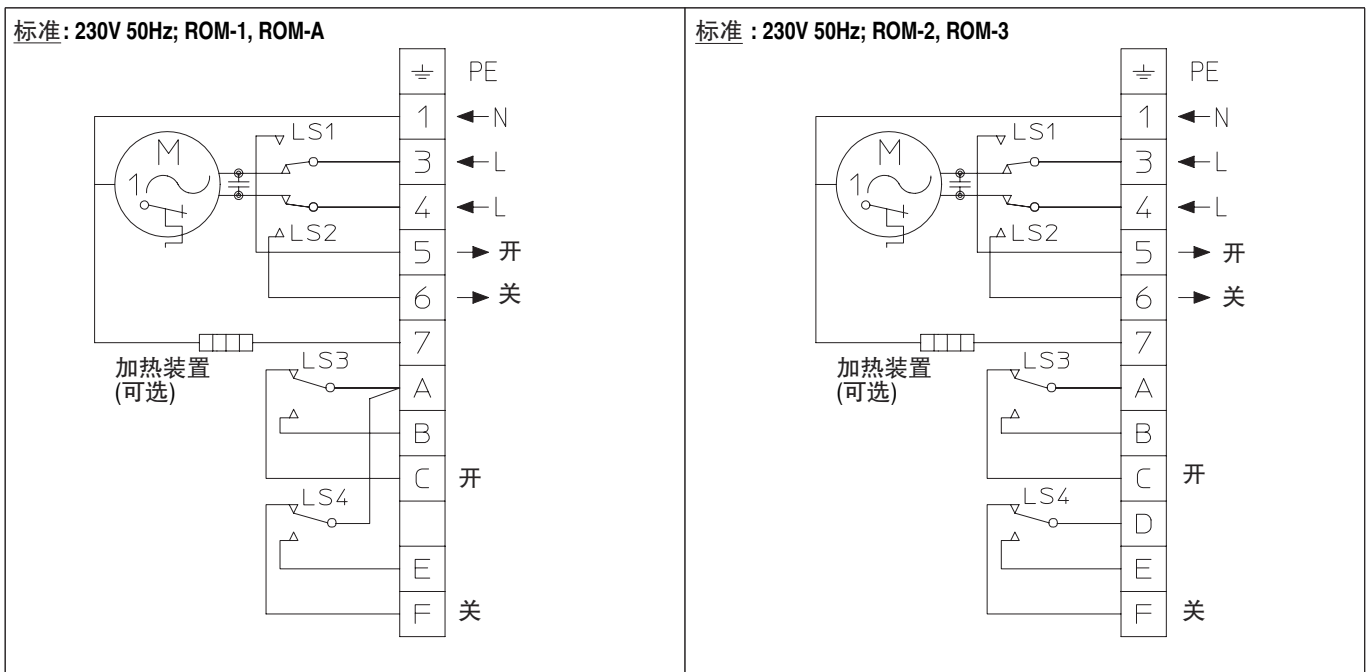 标准: 230V 50Hz; ROM-1, ROM-A
PE
1
N
LS1
M
3
L
1
4
L
LS2
5
开
6
关
7
加热装置
(可选)
LS3
A
B
C
开
LS4
E
F
关
标准 : 230V 50Hz; ROM-2, ROM-3
PE
1
N
LS1
M
3
L
1
4
L
LS2
5
开
6
关
7
加热装置
(可选)
LS3
A
B
C
开
LS4
D
E
F
关